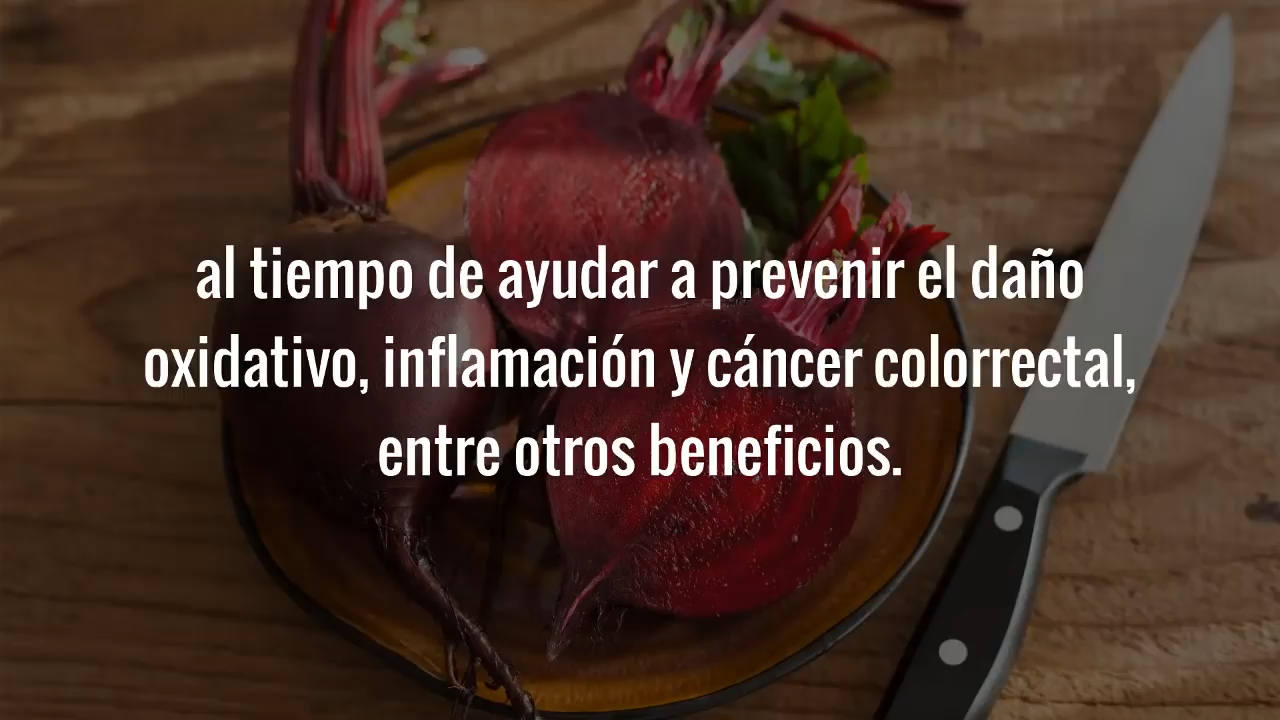 al tiempo de ayudar a prevenir el daño
oxidativo, inflamación y cáncer colorrectal,
entre otros beneficios.